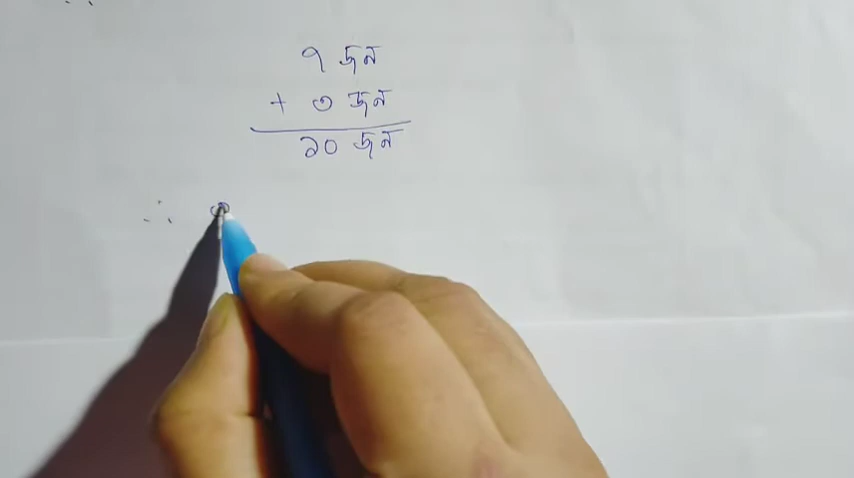 ৭ জন
+ ৩ জন
১০ জন
∴